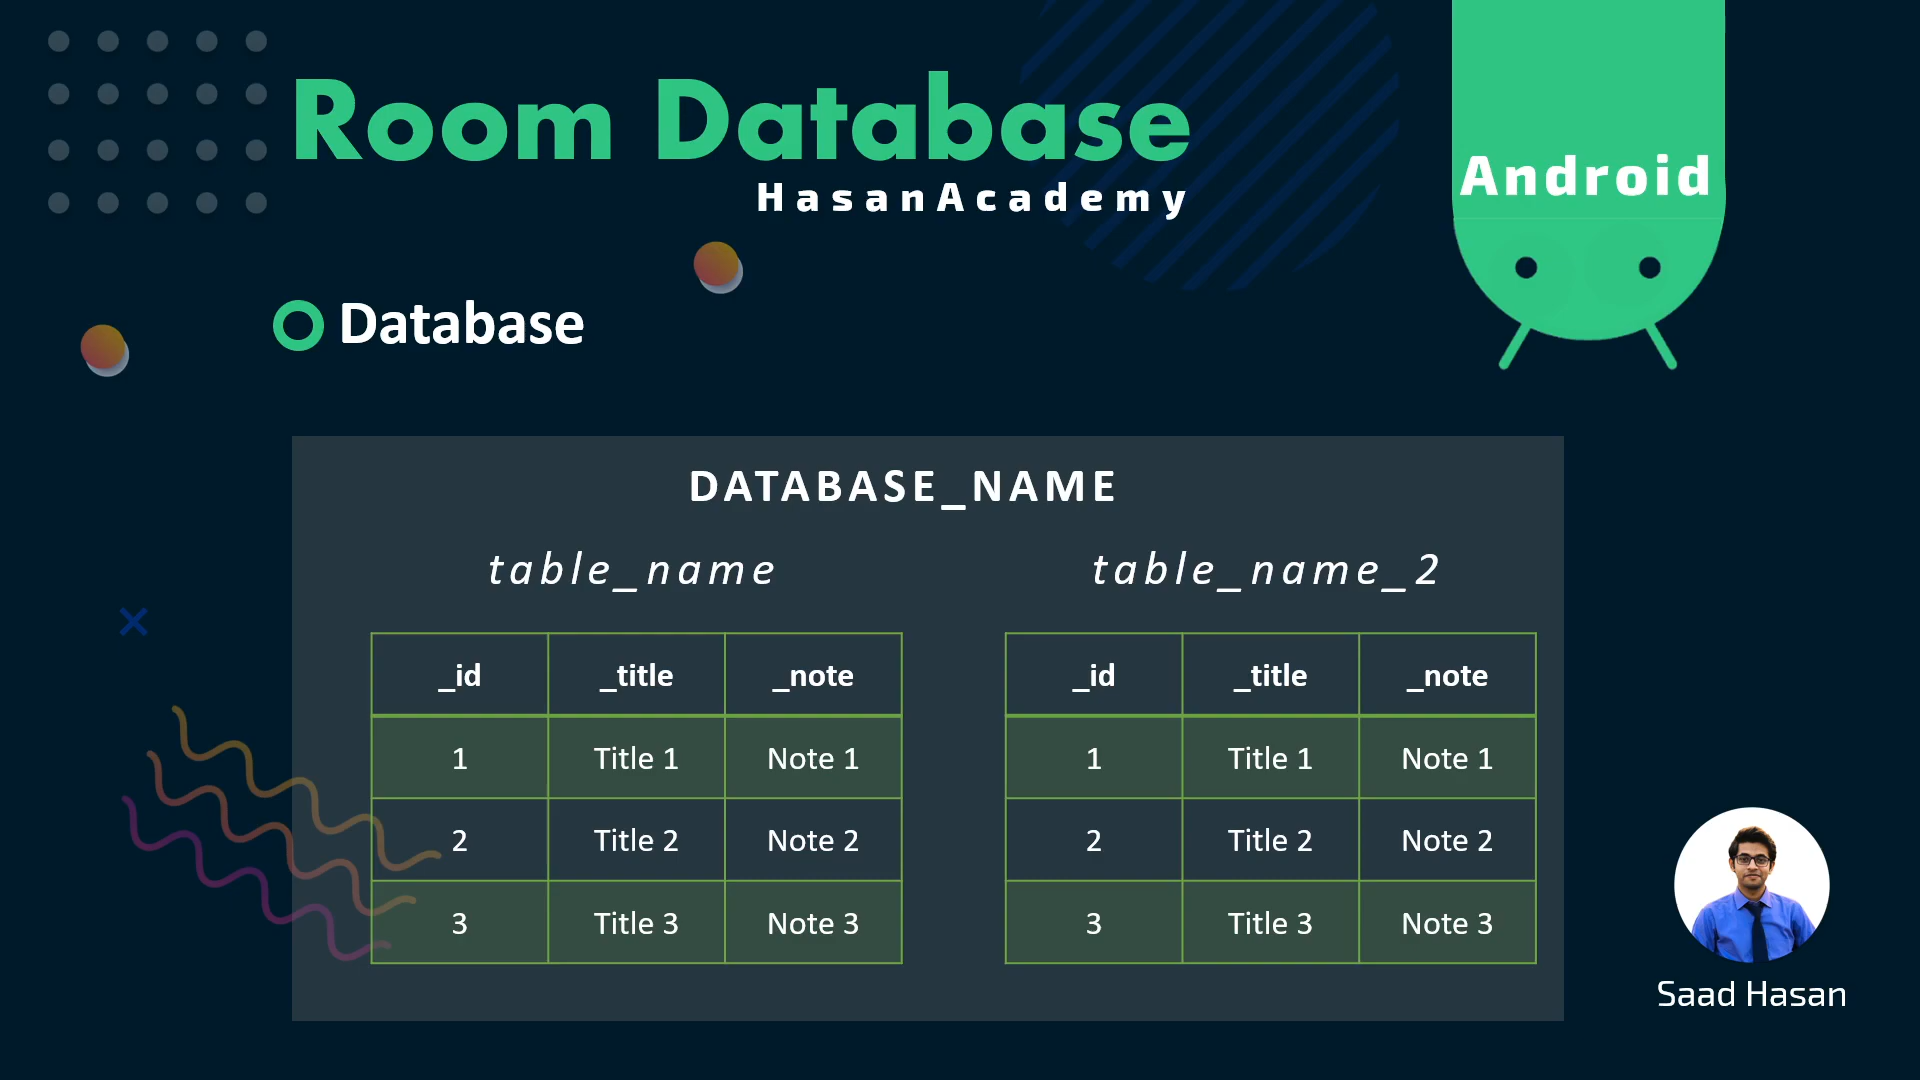 Room Database
HasanAcademy
Android
Database
DATABASE_NAME
table_name
_id _title _note
1 Title 1 Note 1
2 Title 2 Note 2
3 Title 3 Note 3
table_name_2
_id _title _note
1 Title 1 Note 1
2 Title 2 Note 2
3 Title 3 Note 3
Saad Hasan